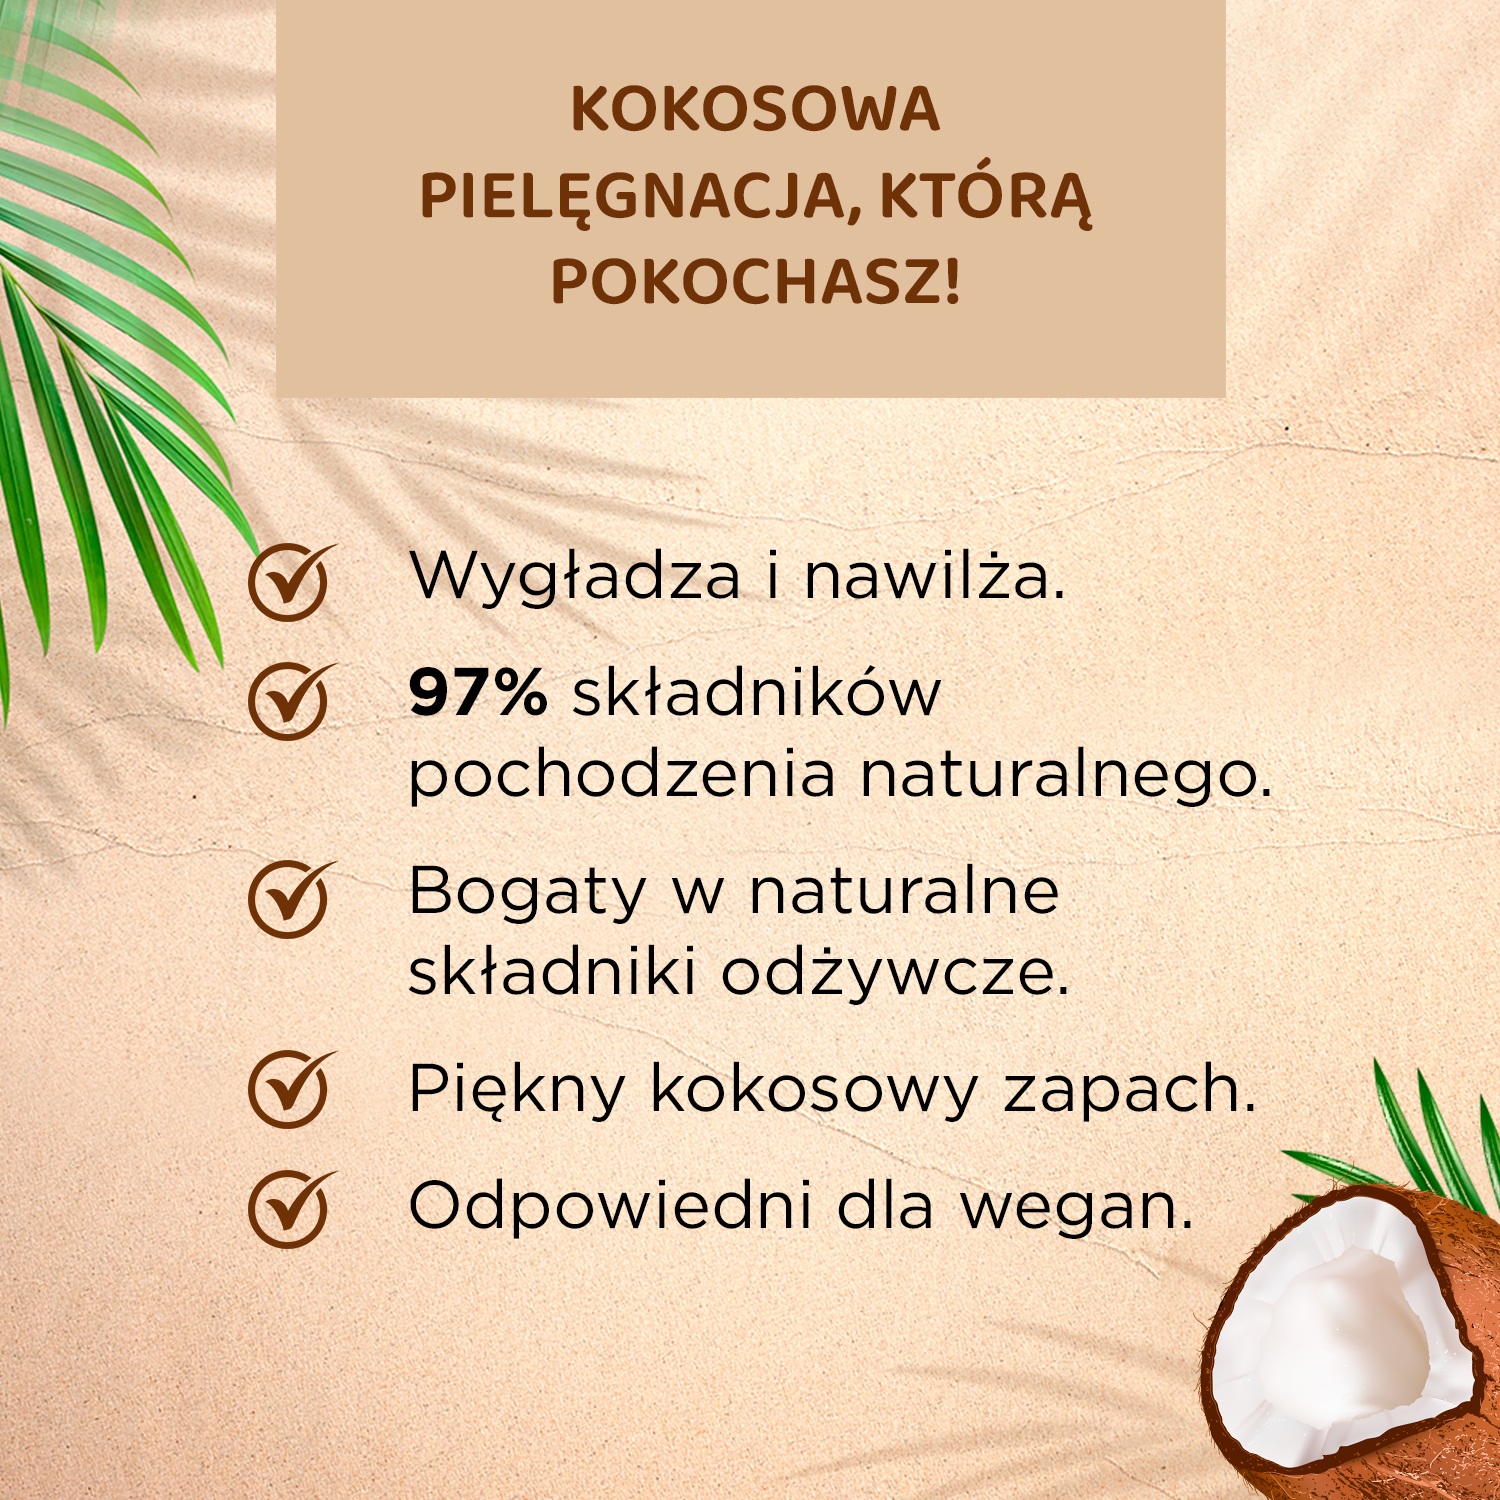 KOKOSOWA
PIELĘGNACJA, KTÓRĄ
POKOCHASZ!
Wygładza i nawilża.
97% składników
pochodzenia naturalnego.
Bogaty w naturalne
składniki odżywcze.
Piękny kokosowy zapach.
Odpowiedni dla wegan.